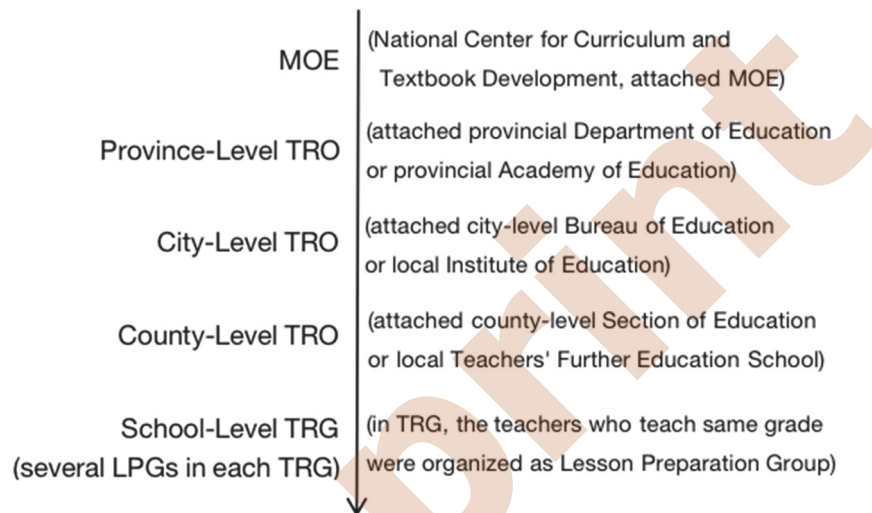 MOE
(National Center for Curriculum and
Textbook Development, attached MOE)
Province-Level TRO
(attached provincial Department of Education
or provincial Academy of Education)
City-Level TRO
(attached city-level Bureau of Education
or local Institute of Education)
County-Level TRO
(attached county-level Section of Education
or local Teachers' Further Education School)
School-Level TRG
(several LPGs in each TRG)
(in TRG, the teachers who teach same grade
were organized as Lesson Preparation Group)
print